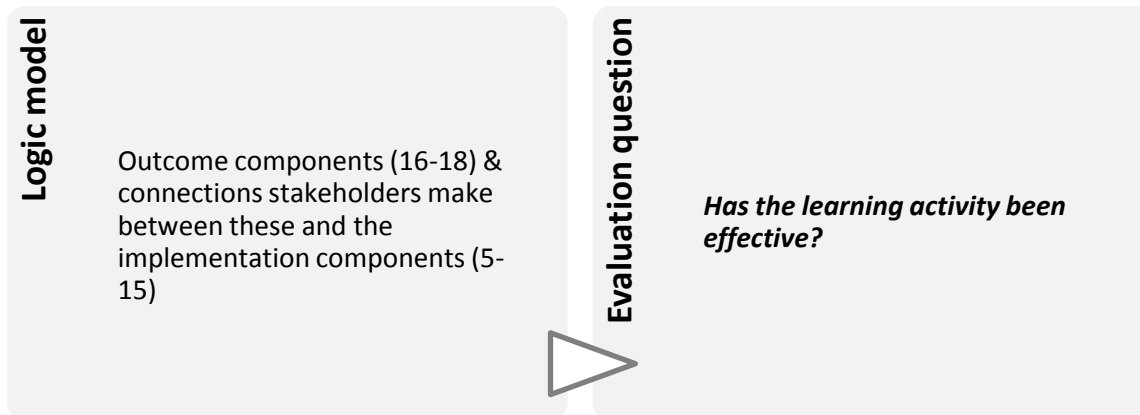 Logic model
Outcome components (16-18) &
connections stakeholders make
between these and the
implementation components (5-
15)
Evaluation question
Has the learning activity been
effective?